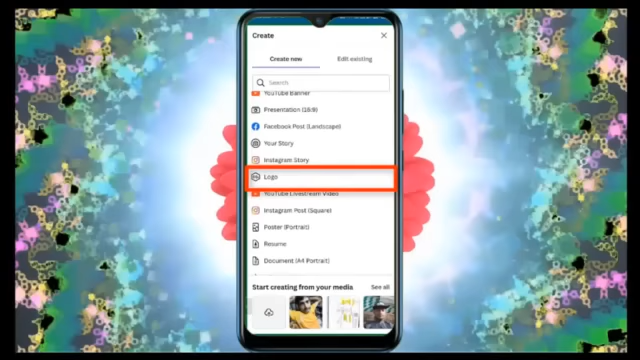 Create
Create new
Edit existing
Search
YouTube Banner
Presentation (16:9)
Facebook Post (Landscape)
Your Story
Instagram Story
Logo
YouTube Livestream Video
Instagram Post (Square)
Poster (Portrait)
Resume
Document (A4 Portrait)
Start creating from your media
See all